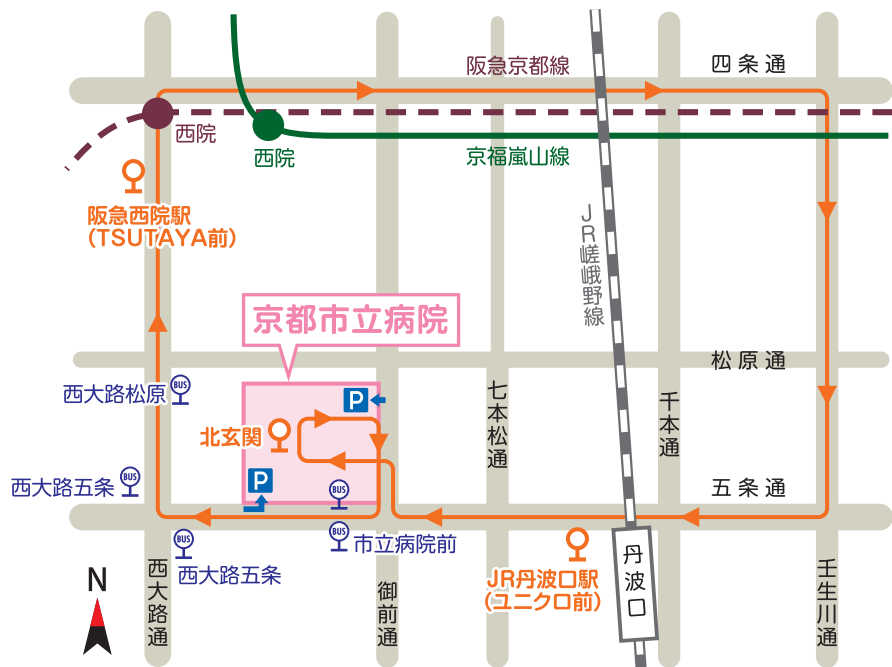 阪急京都線
四条通
西院
西院
京福嵐山線
阪急西院駅
(TSUTAYA前)
JR嵯峨野線
京都市立病院
松原通
BUS
西大路松原
P
七本松通
千本通
北玄関
BUS
西大路五条
P
BUS
五条通
BUS
西大路五条
BUS
市立病院前
丹波口
JR丹波口駅
(ユニクロ前)
N
西大路通
御前通
壬生川通